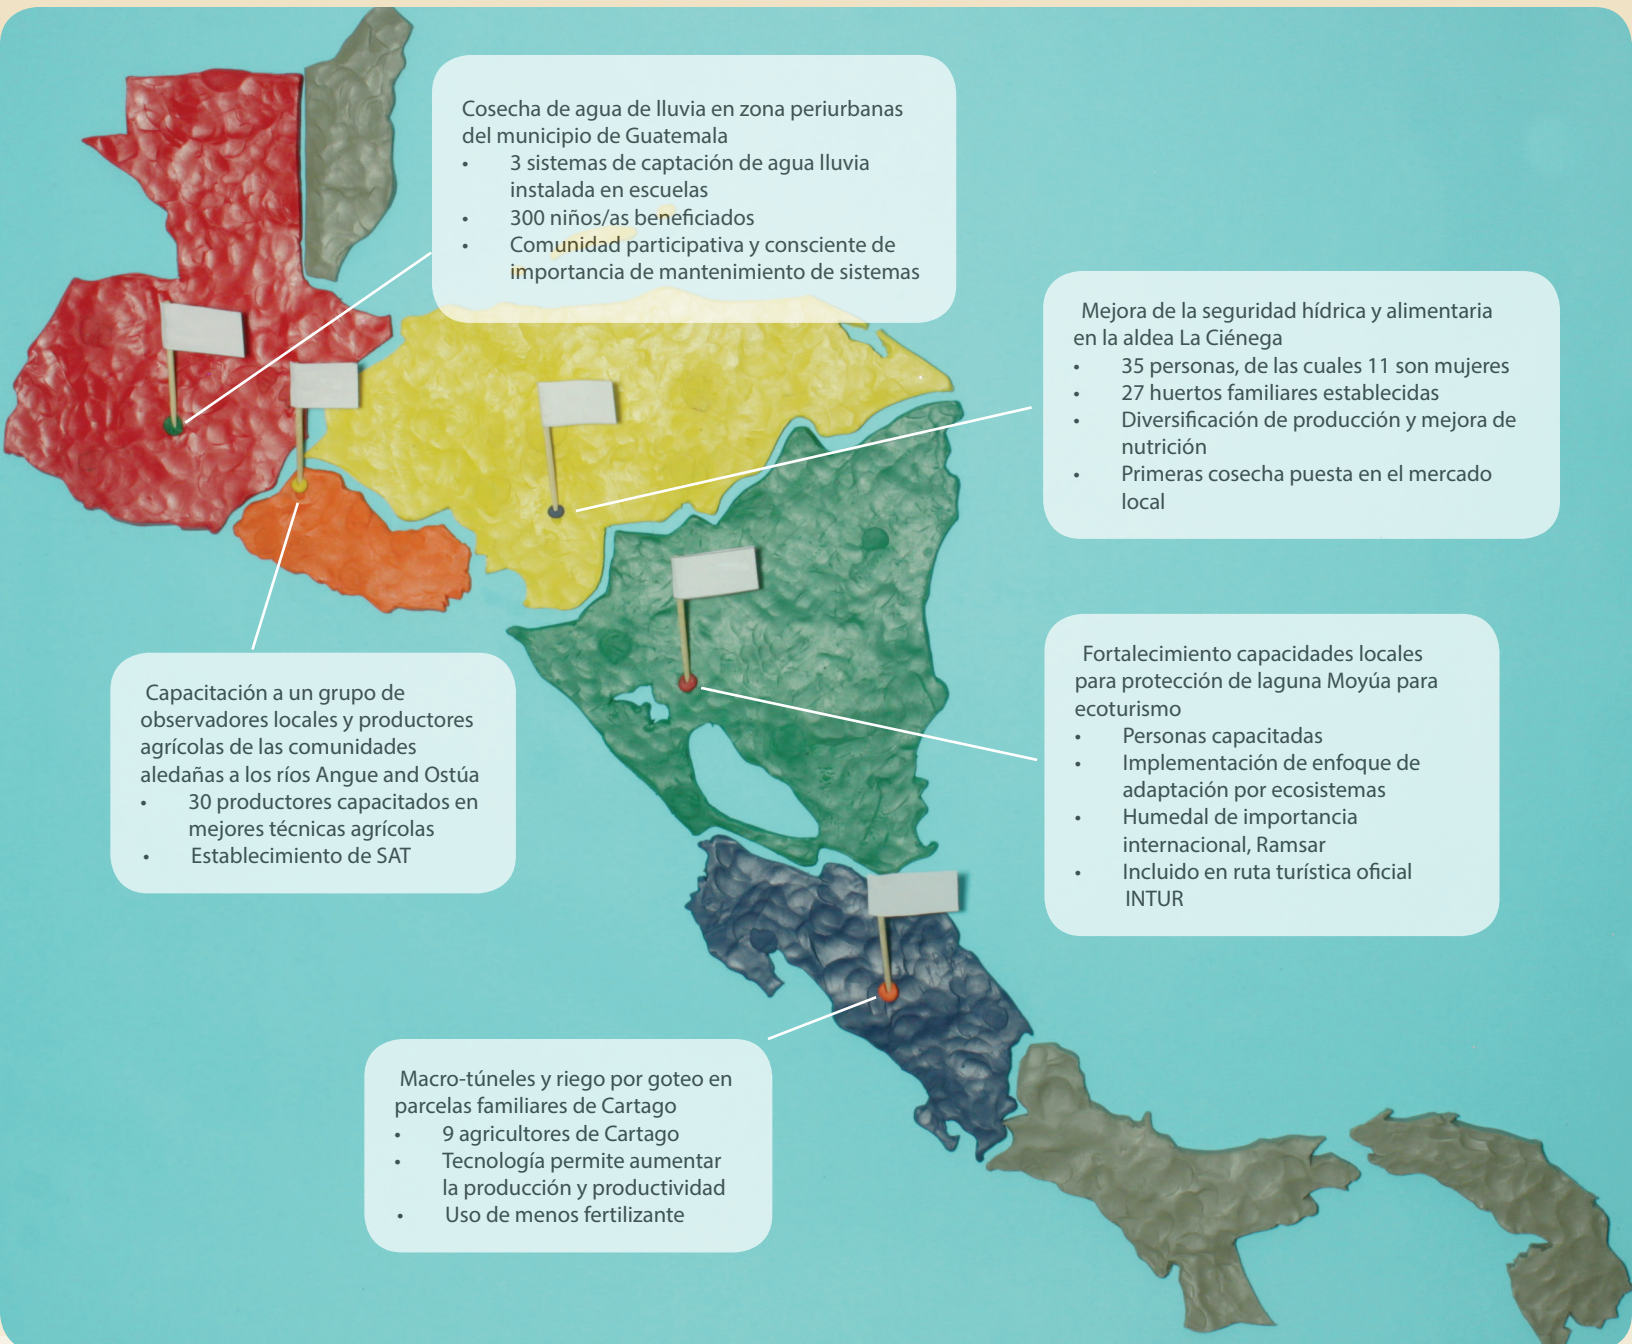 Cosecha de agua de lluvia en zona periurbanas
del municipio de Guatemala
• 3 sistemas de captación de agua lluvia
instalada en escuelas
• 300 niños/as beneficiados
• Comunidad participativa y consciente de
importancia de mantenimiento de sistemas
Mejora de la seguridad hídrica y alimentaria
en la aldea La Ciénega
• 35 personas, de las cuales 11 son mujeres
• 27 huertos familiares establecidas
• Diversificación de producción y mejora de
nutrición
• Primeras cosecha puesta en el mercado
local
Capacitación a un grupo de
observadores locales y productores
agrícolas de las comunidades
aledañas a los ríos Angue and Ostúa
• 30 productores capacitados en
mejores técnicas agrícolas
• Establecimiento de SAT
Fortalecimiento capacidades locales
para protección de laguna Moyúa para
ecoturismo
• Personas capacitadas
• Implementación de enfoque de
adaptación por ecosistemas
• Humedal de importancia
internacional, Ramsar
• Incluido en ruta turística oficial
INTUR
Macro-túneles y riego por goteo en
parcelas familiares de Cartago
• 9 agricultores de Cartago
• Tecnología permite aumentar
la producción y productividad
• Uso de menos fertilizante